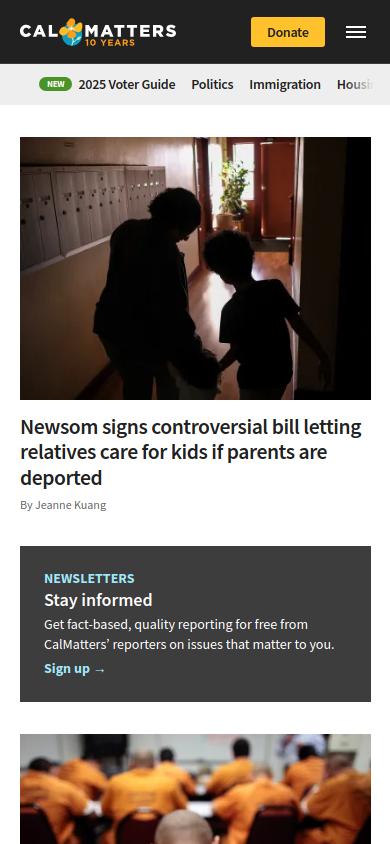 CALMATTERS
10 YEARS
Donate
NEW 2025 Voter Guide Politics Immigration Housi
Newsom signs controversial bill letting
relatives care for kids if parents are
deported
By Jeanne Kuang
NEWSLETTERS
Stay informed
Get fact-based, quality reporting for free from
CalMatters’ reporters on issues that matter to you.
Sign up →